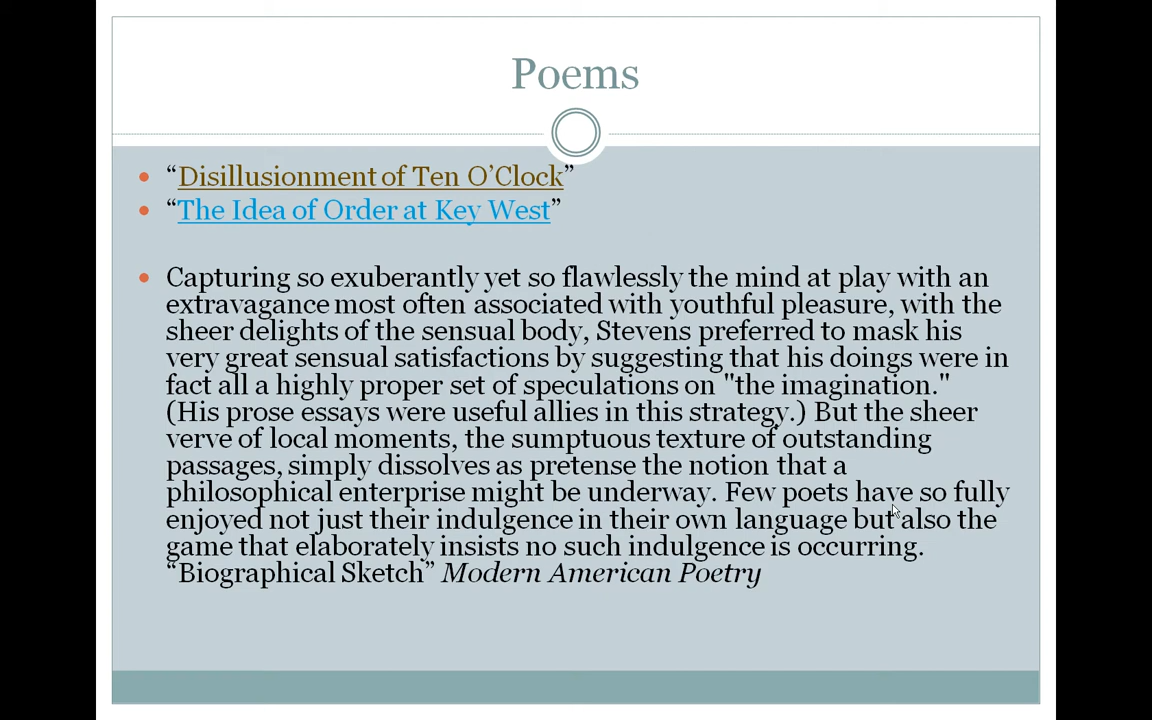 Poems
“Disillusionment of Ten O’Clock”
“The Idea of Order at Key West”
Capturing so exuberantly yet so flawlessly the mind at play with an
extravagance most often associated with youthful pleasure, with the
sheer delights of the sensual body, Stevens preferred to mask his
very great sensual satisfactions by suggesting that his doings were in
fact all a highly proper set of speculations on "the imagination."
(His prose essays were useful allies in this strategy.) But the sheer
verve of local moments, the sumptuous texture of outstanding
passages, simply dissolves as pretense the notion that a
philosophical enterprise might be underway. Few poets have so fully
enjoyed not just their indulgence in their own language but also the
game that elaborately insists no such indulgence is occurring.
“Biographical Sketch” Modern American Poetry